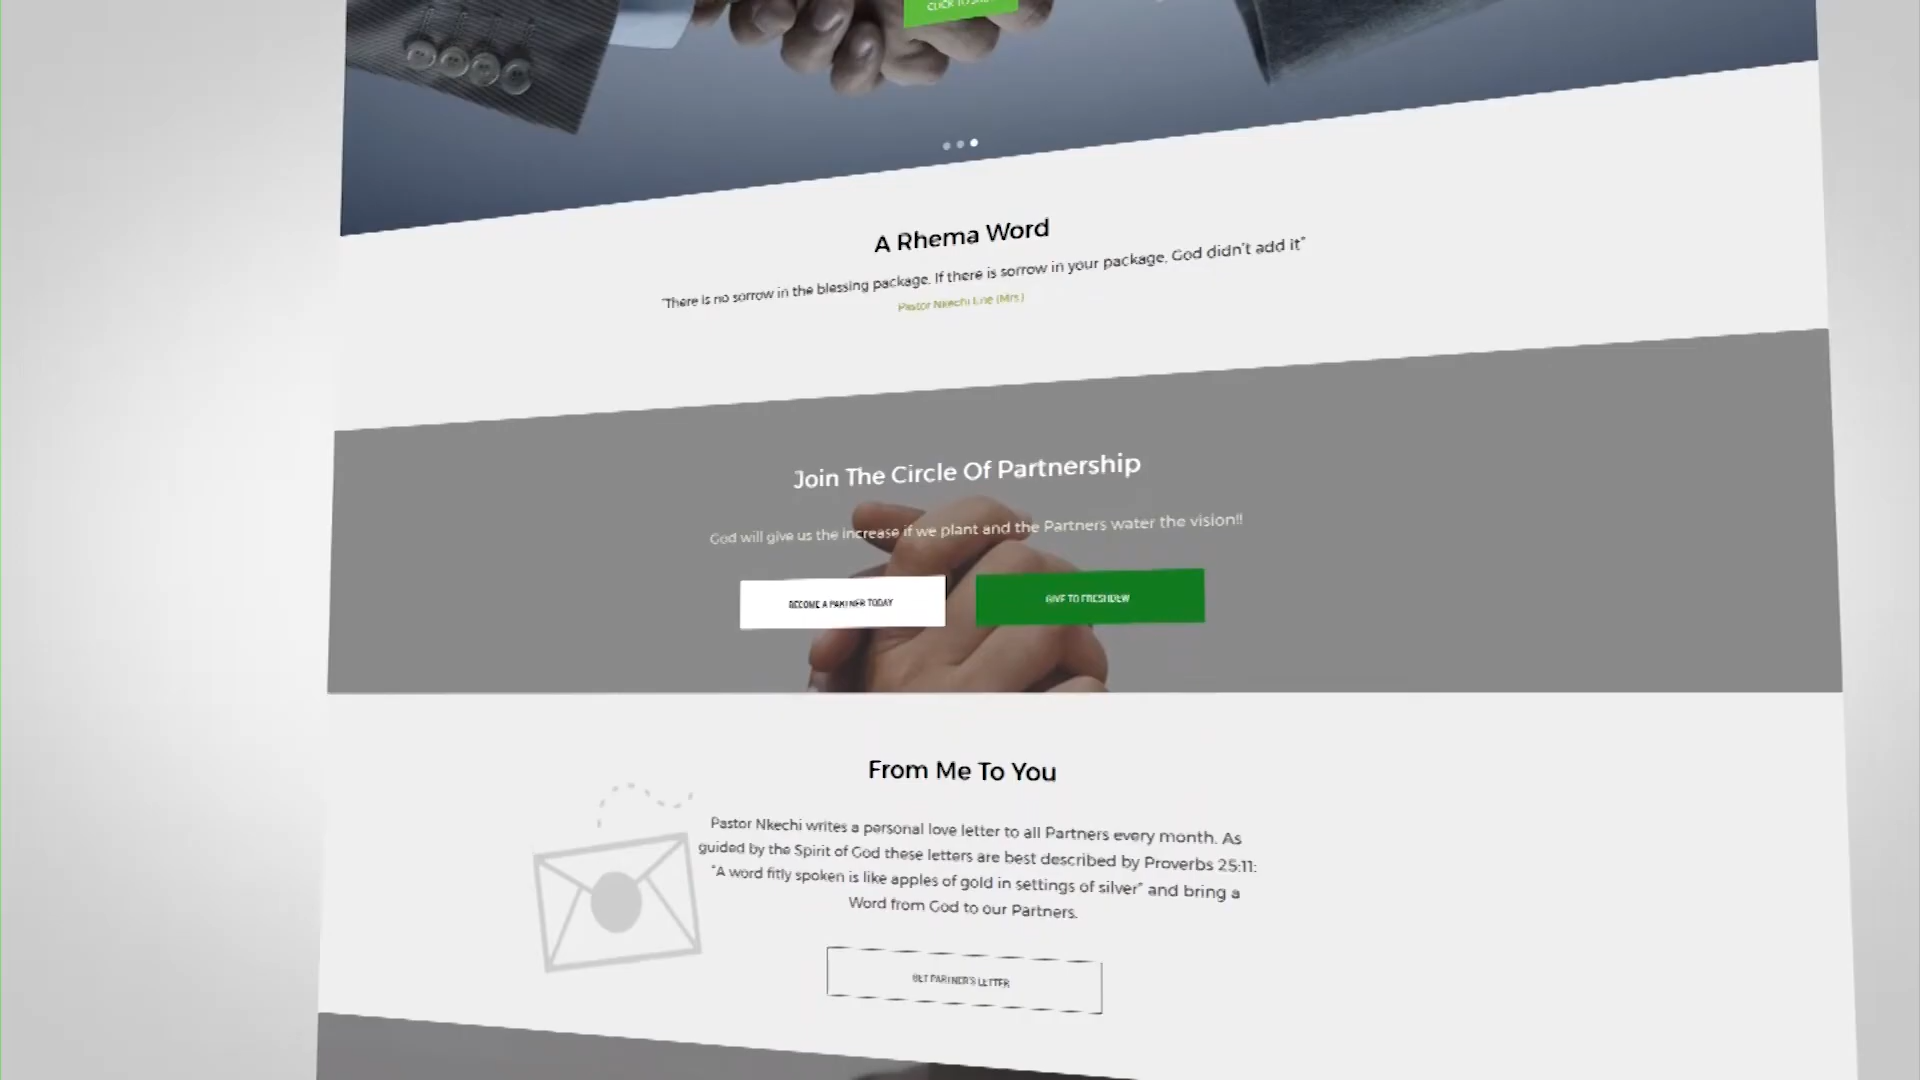 CLICK TO
A Rhema Word
"There is no sorrow in the blessing package. If there is sorrow in your package, God didn't add it"
Pastor Nkechi Ene (Mrs.)
Join The Circle Of Partnership
God will give us the increase if we plant and the Partners water the vision!!
BECOME A PARTNER TODAY
GIVE TO FRESHDEW
From Me To You
Pastor Nkechi writes a personal love letter to all Partners every month. As
guided by the Spirit of God these letters are best described by Proverbs 25:11:
"A word fitly spoken is like apples of gold in settings of silver" and bring a
Word from God to our Partners.
GET PARTNER'S LETTER